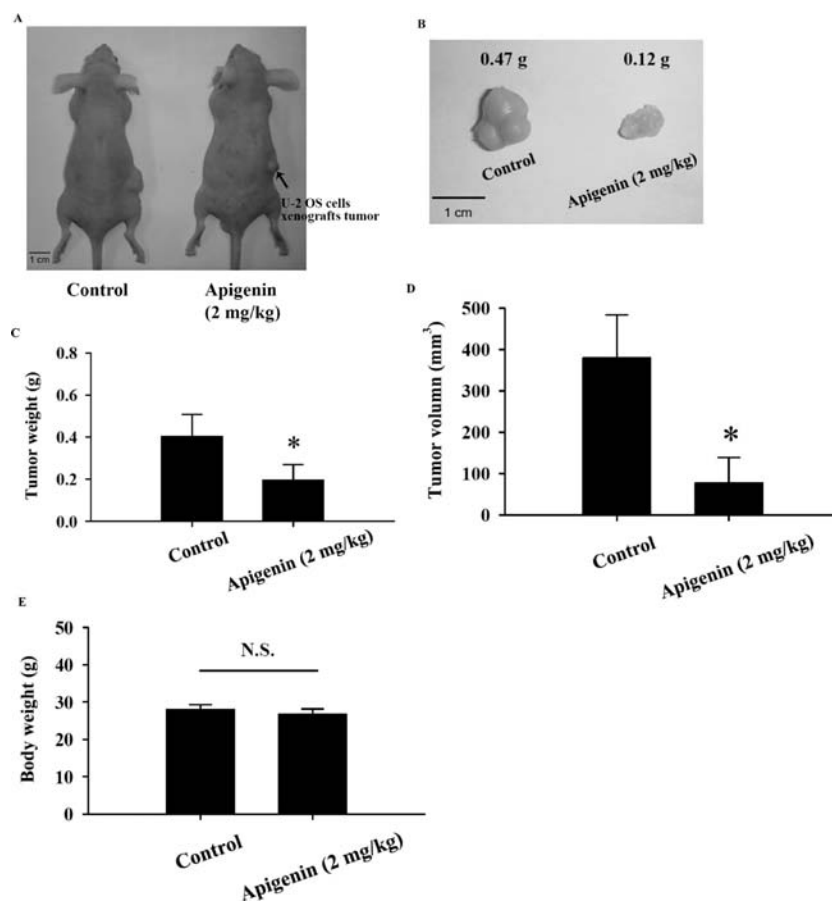 A
U-2 OS cells
xenografts tumor
1 cm
Control
Apigenin
(2 mg/kg)
B
0.47 g
0.12 g
Control
Apigenin (2 mg/kg)
1 cm
C
Tumor weight (g)
0.8
0.6
0.4
0.2
0.0
*
Control
Apigenin (2 mg/kg)
D
Tumor volumn (mm³)
500
400
300
200
100
0
*
Control
Apigenin (2 mg/kg)
E
Body weight (g)
50
40
30
20
10
0
N.S.
Control
Apigenin (2 mg/kg)